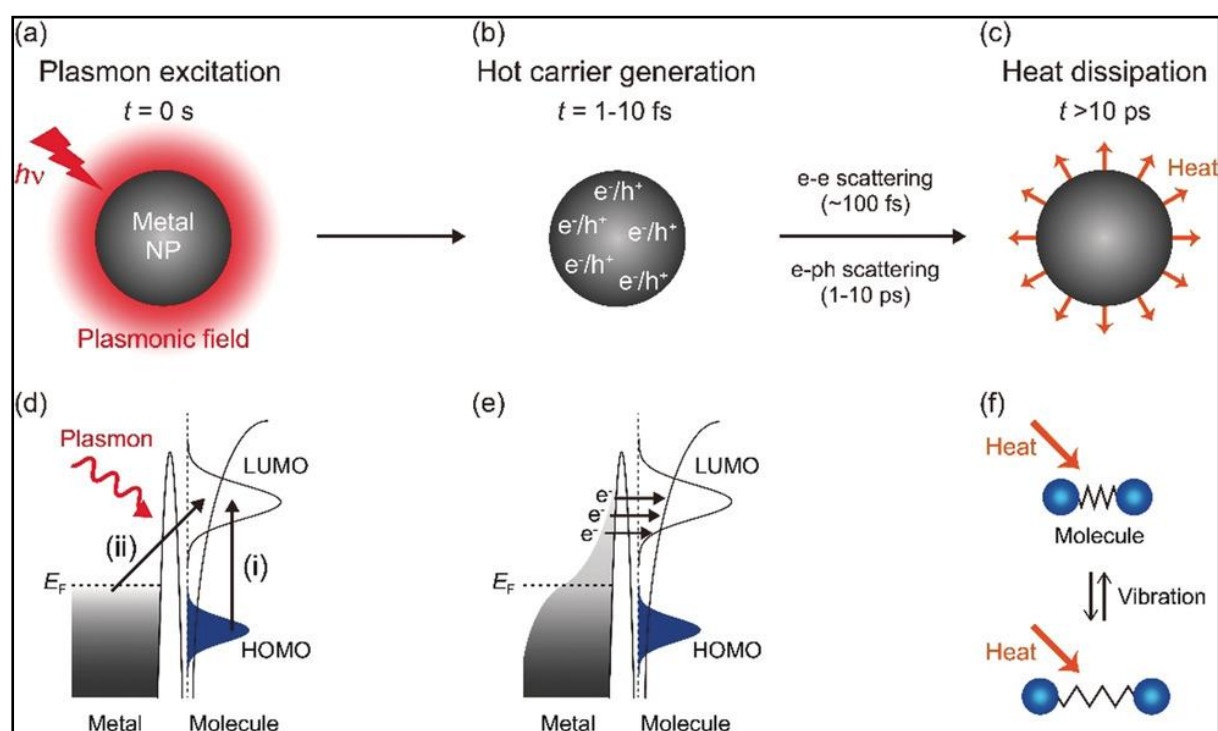 (a)
Plasmon excitation
t = 0 s
hν
Metal
NP
Plasmonic field
(b)
Hot carrier generation
t = 1-10 fs
e⁻/h⁺
e⁻/h⁺
e⁻/h⁺
e⁻/h⁺
e⁻/h⁺
e-e scattering
(~100 fs)
e-ph scattering
(1-10 ps)
(c)
Heat dissipation
t >10 ps
Heat
(d)
Plasmon
LUMO
(ii)
(i)
E_F
HOMO
Metal
Molecule
(e)
LUMO
e⁻
e⁻
e⁻
E_F
HOMO
Metal
Molecule
(f)
Heat
Molecule
Vibration
Heat